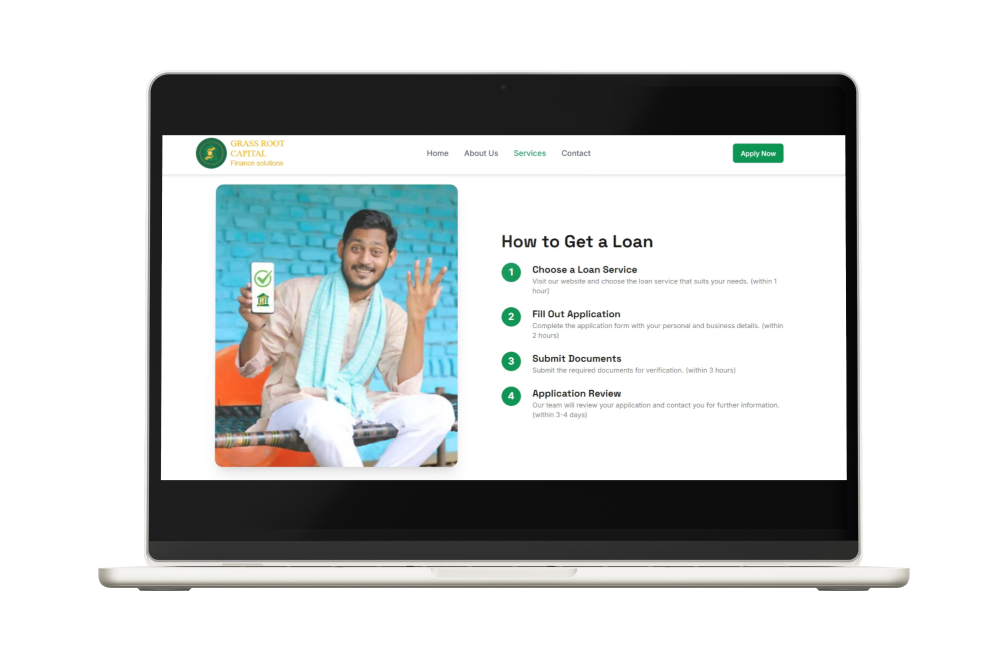 GRASS ROOT
CAPITAL
Finance solutions
Home About Us Services Contact
Apply Now
How to Get a Loan
1 Choose a Loan Service
Visit our website and choose the loan service that suits your needs. (within 1
hour)
2 Fill Out Application
Complete the application form with your personal and business details. (within
2 hours)
3 Submit Documents
Submit the required documents for verification. (within 3 hours)
4 Application Review
Our team will review your application and contact you for further information.
(within 3-4 days)